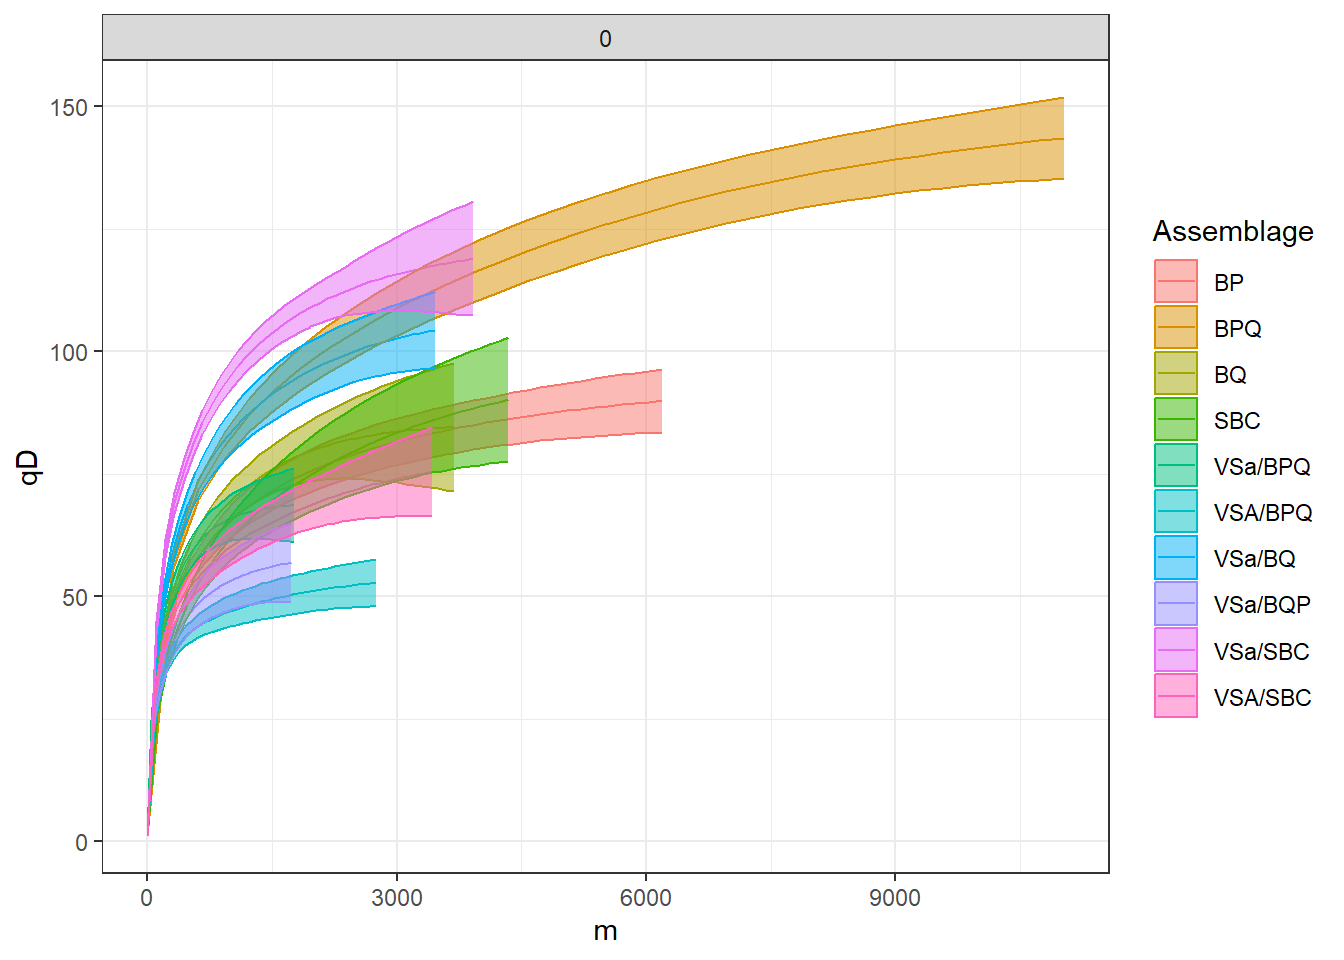 0
150
100
50
0
qD
0
3000
6000
9000
m
Assemblage
BP
BPQ
BQ
SBC
VSa/BPQ
VSA/BPQ
VSa/BQ
VSa/BQP
VSa/SBC
VSA/SBC